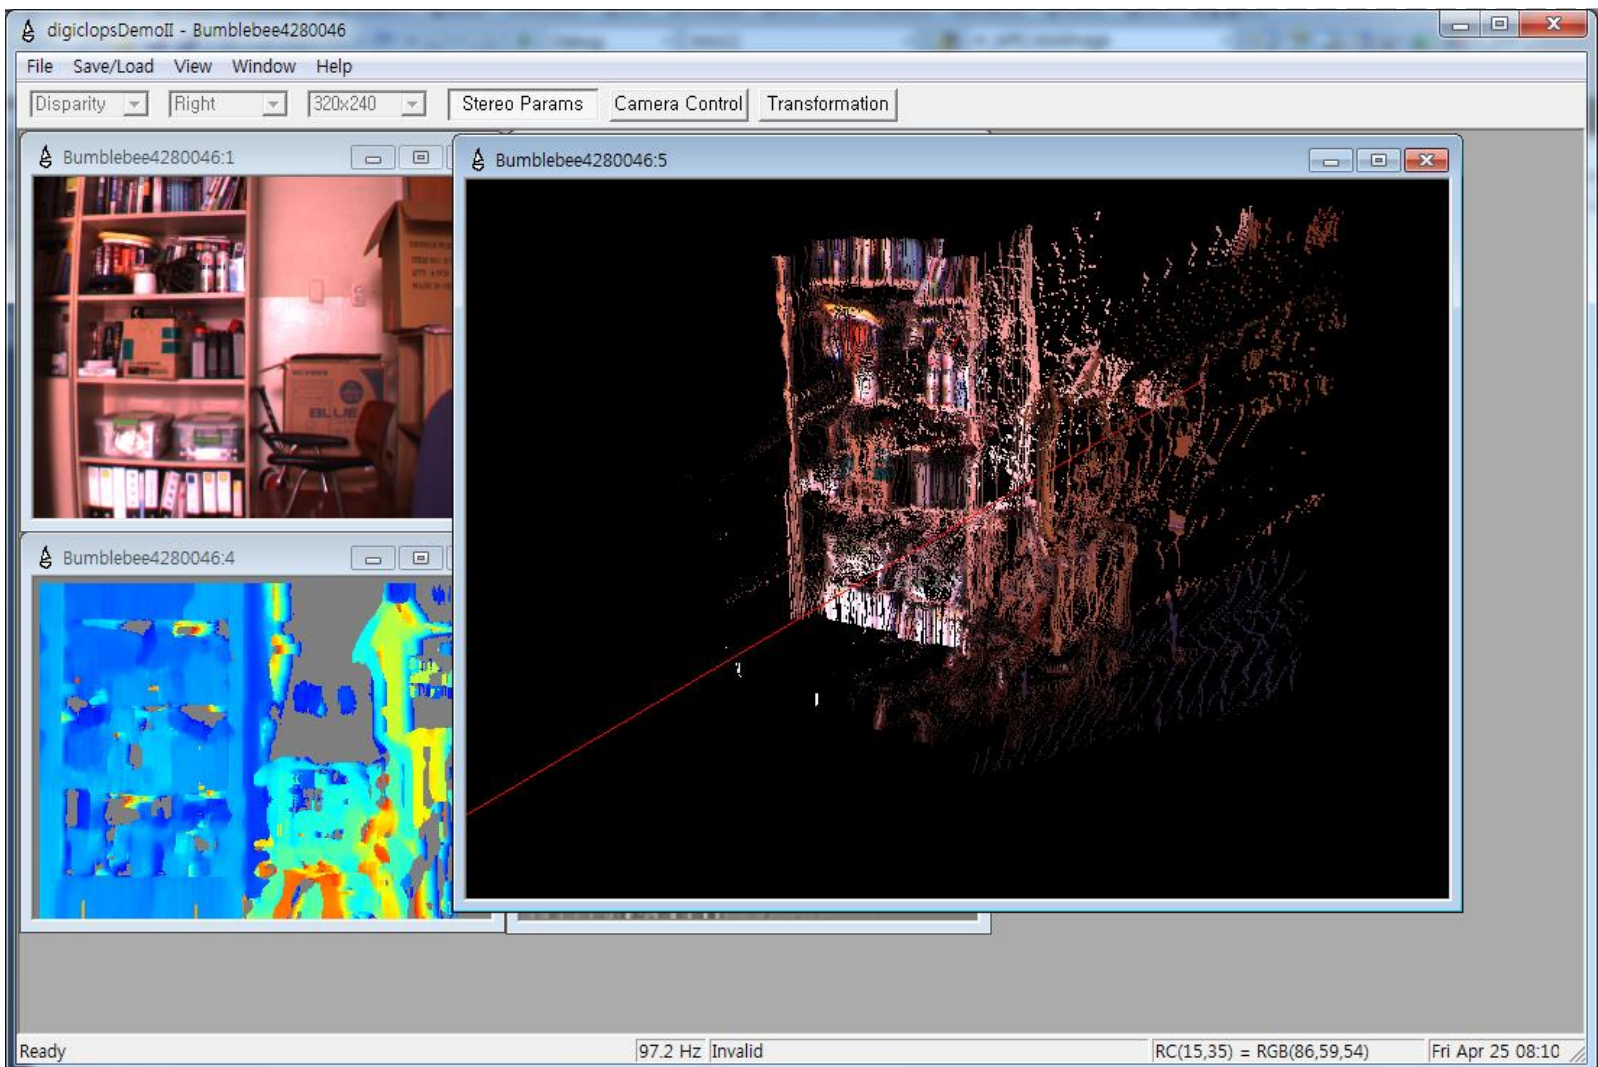 digiclopsDemoII - Bumblebee4280046
File Save/Load View Window Help
Disparity Right 320x240 Stereo Params Camera Control Transformation
Bumblebee4280046:1
Bumblebee4280046:5
BLUE
Bumblebee4280046:4
Ready 97.2 Hz Invalid RC(15,35) = RGB(86,59,54) Fri Apr 25 08:10